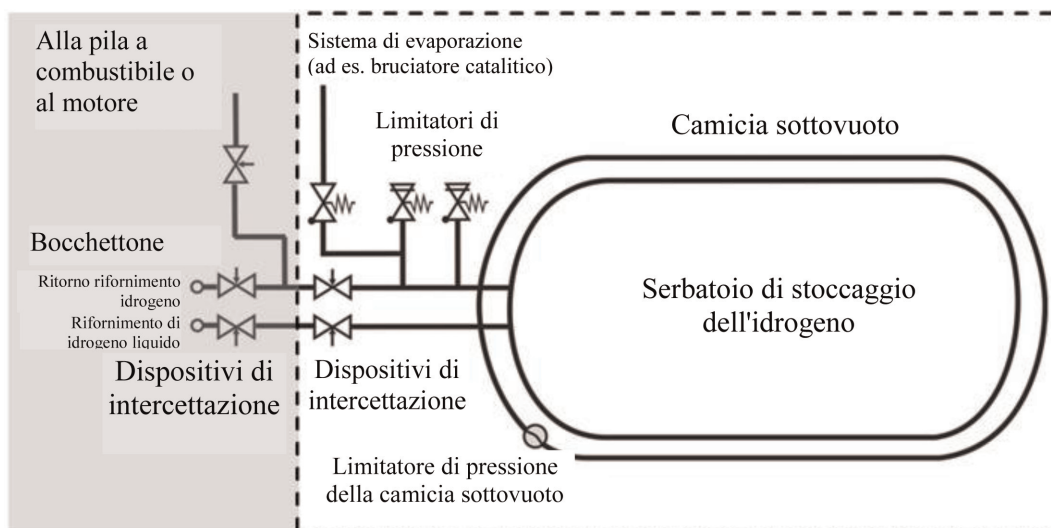 Alla pila a
combustibile o
al motore
Sistema di evaporazione
(ad es. bruciatore catalitico)
Limitatori di
pressione
Camicia sottovuoto
Bocchettone
Ritorno rifornimento
idrogeno
Rifornimento di
idrogeno liquido
Serbatoio di stoccaggio
dell'idrogeno
Dispositivi di
intercettazione
Dispositivi di
intercettazione
Limitatore di pressione
della camicia sottovuoto